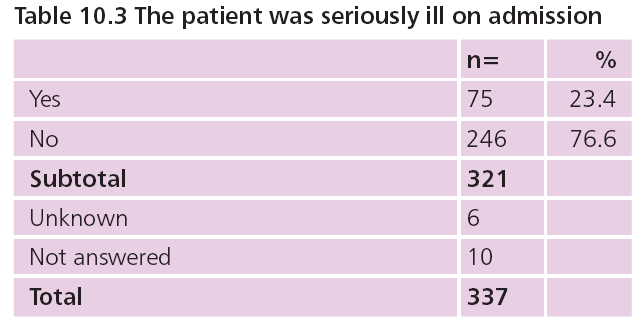 Table 10.3 The patient was seriously ill on admission
n= %
Yes 75 23.4
No 246 76.6
Subtotal 321
Unknown 6
Not answered 10
Total 337